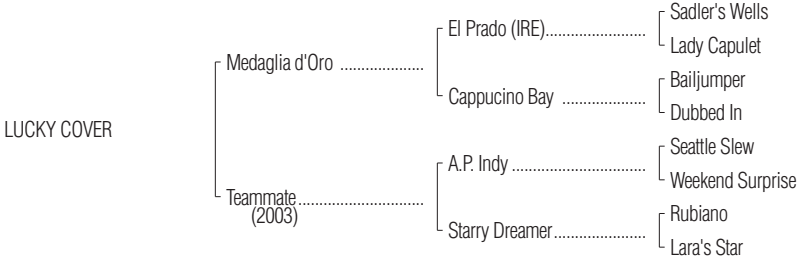 Sadler's Wells
El Prado (IRE)........................
Lady Capulet
Medaglia d'Oro ....................
Bailjumper
Cappucino Bay ....................
Dubbed In
LUCKY COVER
Seattle Slew
A.P. Indy ................................
Weekend Surprise
Teammate..............................
(2003)
Rubiano
Starry Dreamer......................
Lara's Star